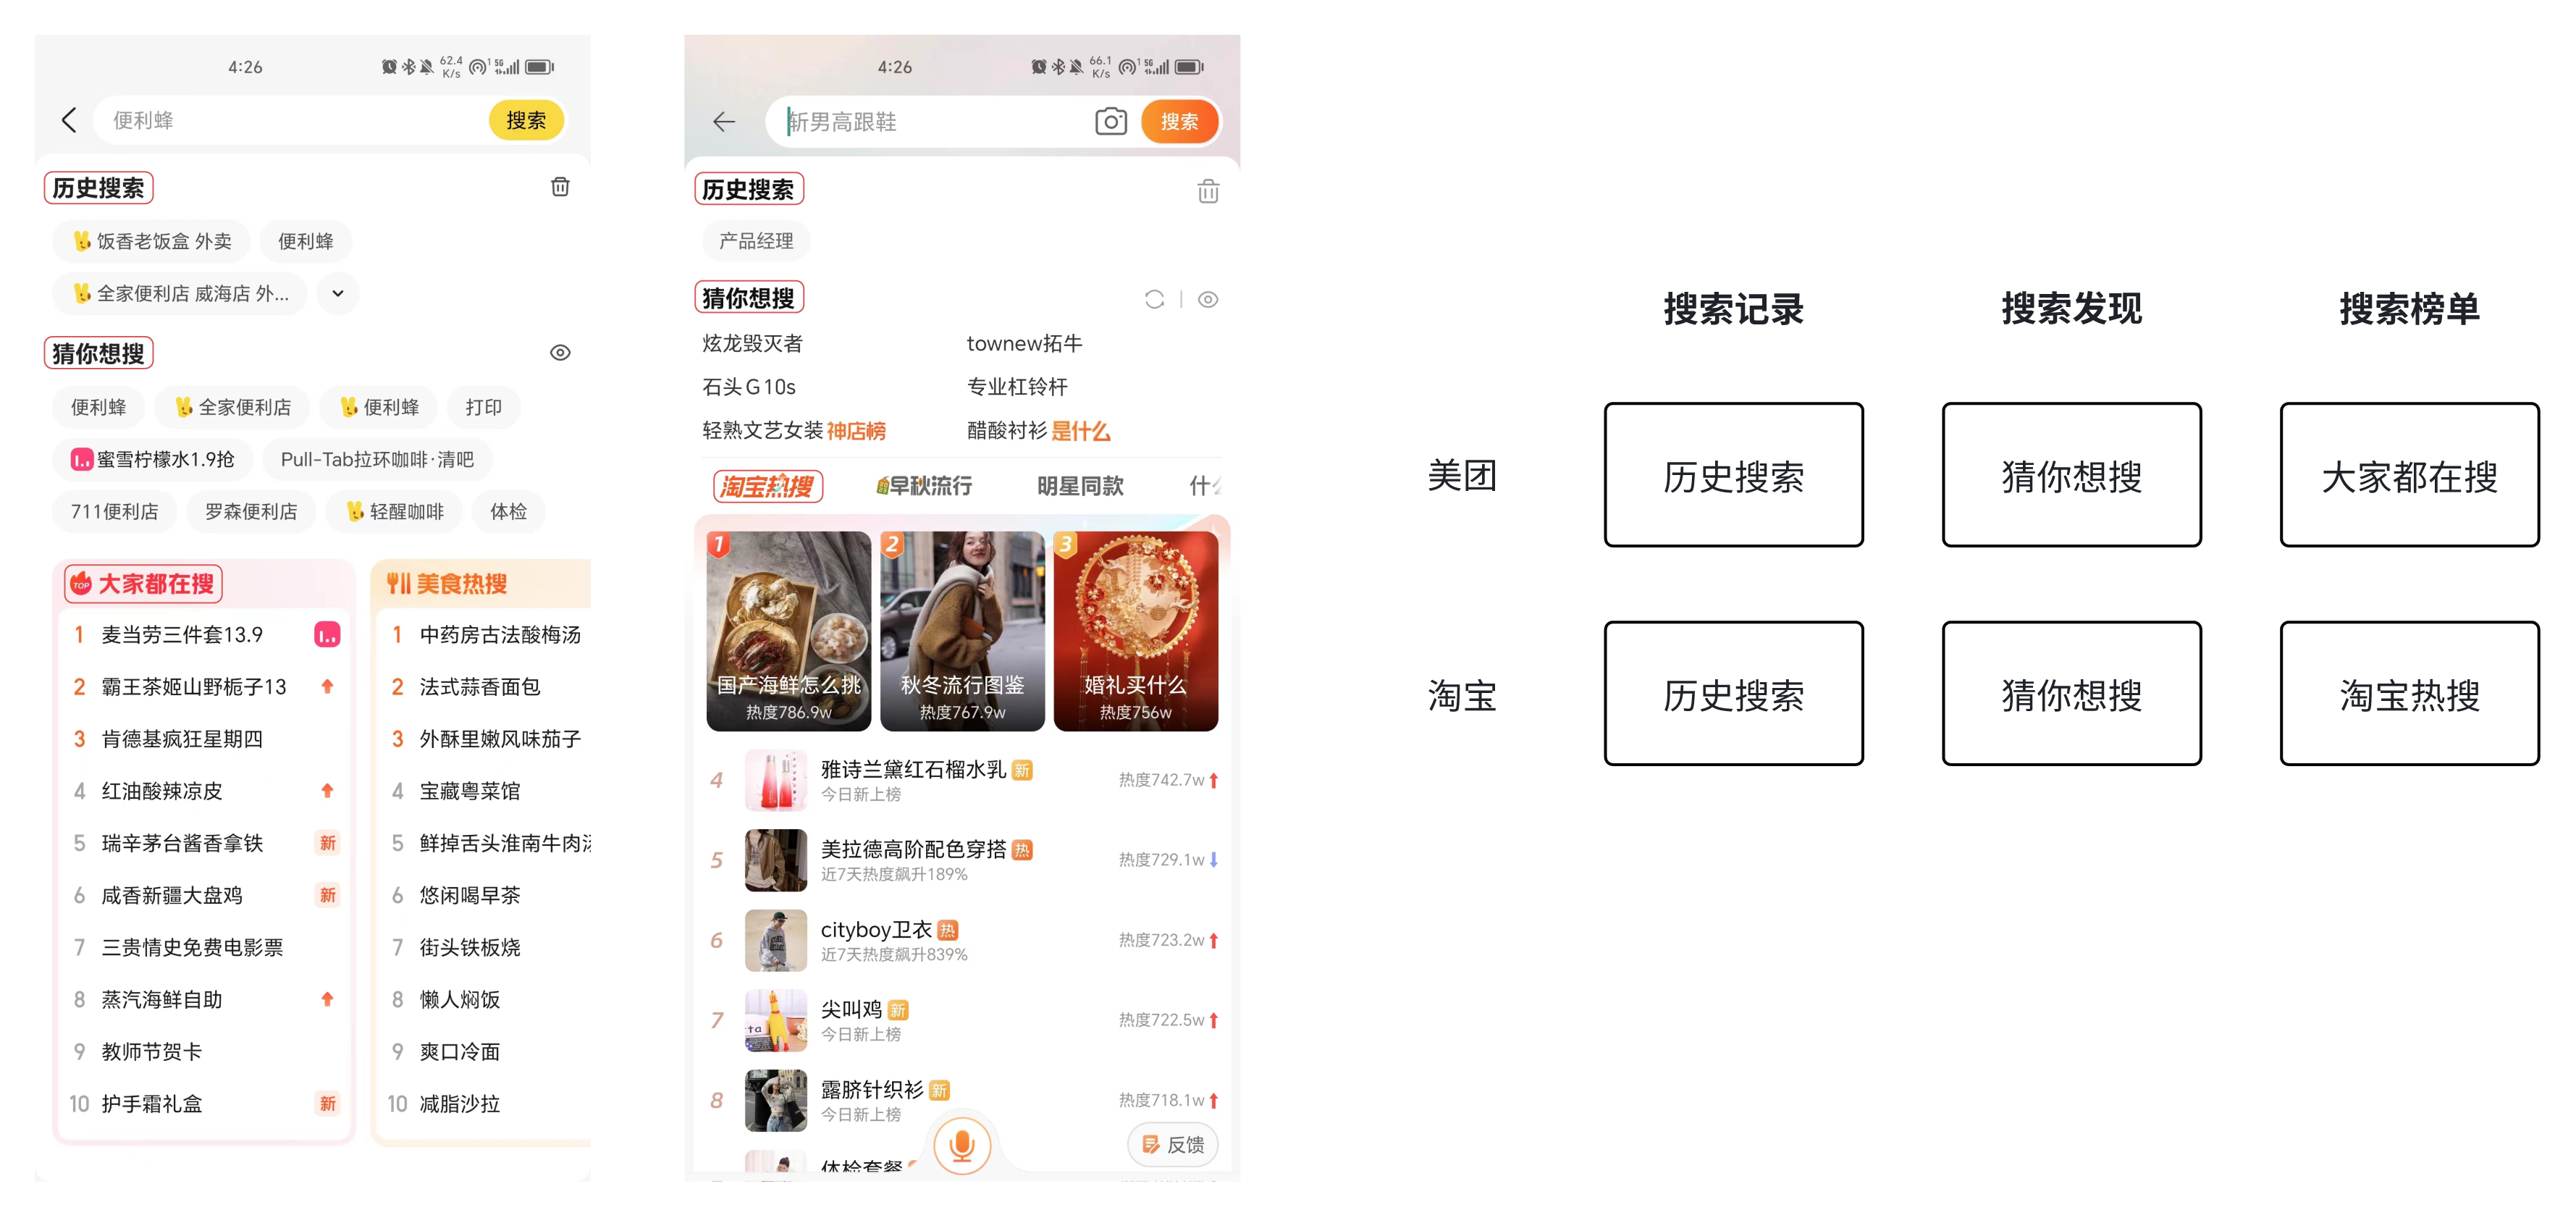 4:26
62.4
K/s
5G
便利蜂
搜索
历史搜索
饭香老饭盒 外卖
便利蜂
全家便利店 威海店 外...
猜你想搜
便利蜂
全家便利店
便利蜂
打印
蜜雪柠檬水1.9抢
Pull-Tab拉环咖啡·清吧
711便利店
罗森便利店
轻醒咖啡
体检
TOP 大家都在搜
1 麦当劳三件套13.9
2 霸王茶姬山野栀子13
3 肯德基疯狂星期四
4 红油酸辣凉皮
5 瑞幸茅台酱香拿铁 新
6 咸香新疆大盘鸡 新
7 三贵情史免费电影票
8 蒸汽海鲜自助
9 教师节贺卡
10 护手霜礼盒 新
美食热搜
1 中药房古法酸梅汤
2 法式蒜香面包
3 外酥里嫩风味茄子
4 宝藏粤菜馆
5 鲜掉舌头淮南牛肉汤
6 悠闲喝早茶
7 街头铁板烧
8 懒人焖饭
9 爽口冷面
10 减脂沙拉
4:26
66.1
K/s
5G
斩男高跟鞋
搜索
历史搜索
产品经理
猜你想搜
炫龙毁灭者
townew拓牛
石头G10s
专业杠铃杆
轻熟文艺女装 神店榜
醋酸衬衫 是什么
淘宝热搜
早秋流行
明星同款
什么
1
国产海鲜怎么挑
热度786.9w
2
秋冬流行图鉴
热度767.9w
3
婚礼买什么
热度756w
4 雅诗兰黛红石榴水乳 新
今日新上榜
热度742.7w
5 美拉德高阶配色穿搭 热
近7天热度飙升189%
热度729.1w
6 cityboy卫衣 热
近7天热度飙升839%
热度723.2w
7 尖叫鸡 新
今日新上榜
热度722.5w
8 露脐针织衫 新
今日新上榜
热度718.1w
体检套餐
反馈
搜索记录
搜索发现
搜索榜单
美团
历史搜索
猜你想搜
大家都在搜
淘宝
历史搜索
猜你想搜
淘宝热搜